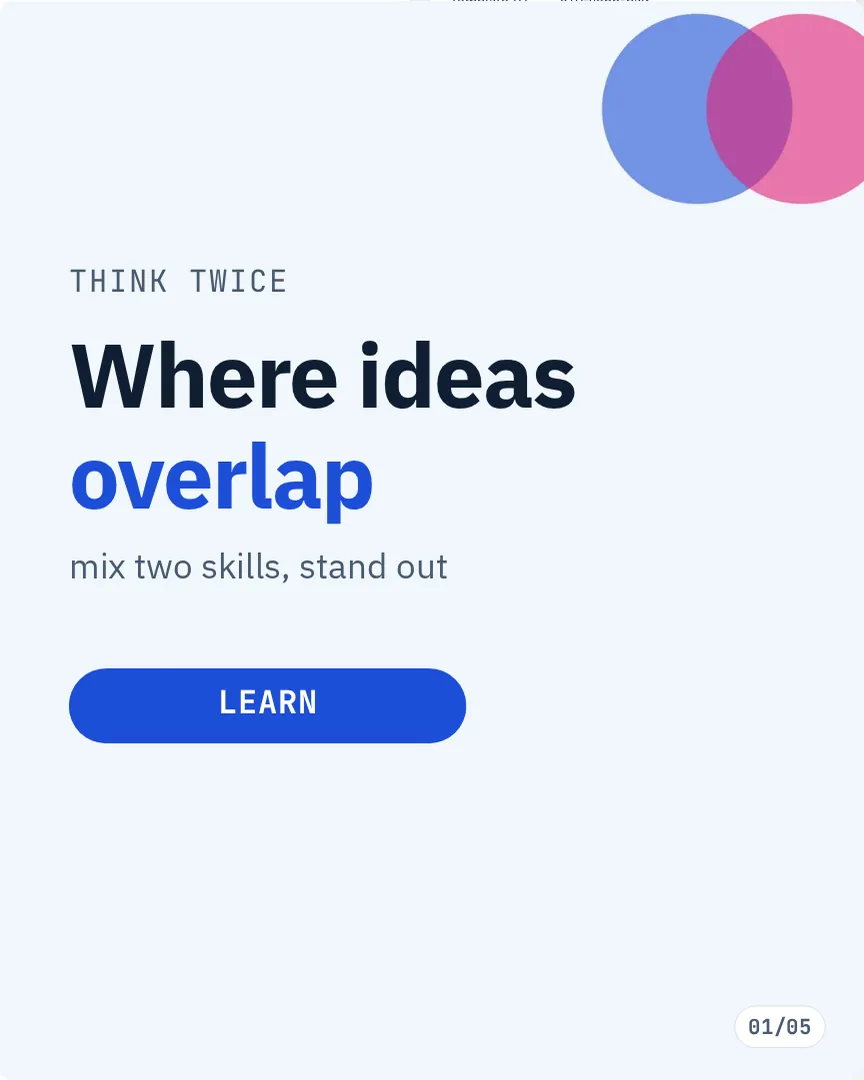 THINK TWICE
Where ideas
overlap
mix two skills, stand out
LEARN
01/05